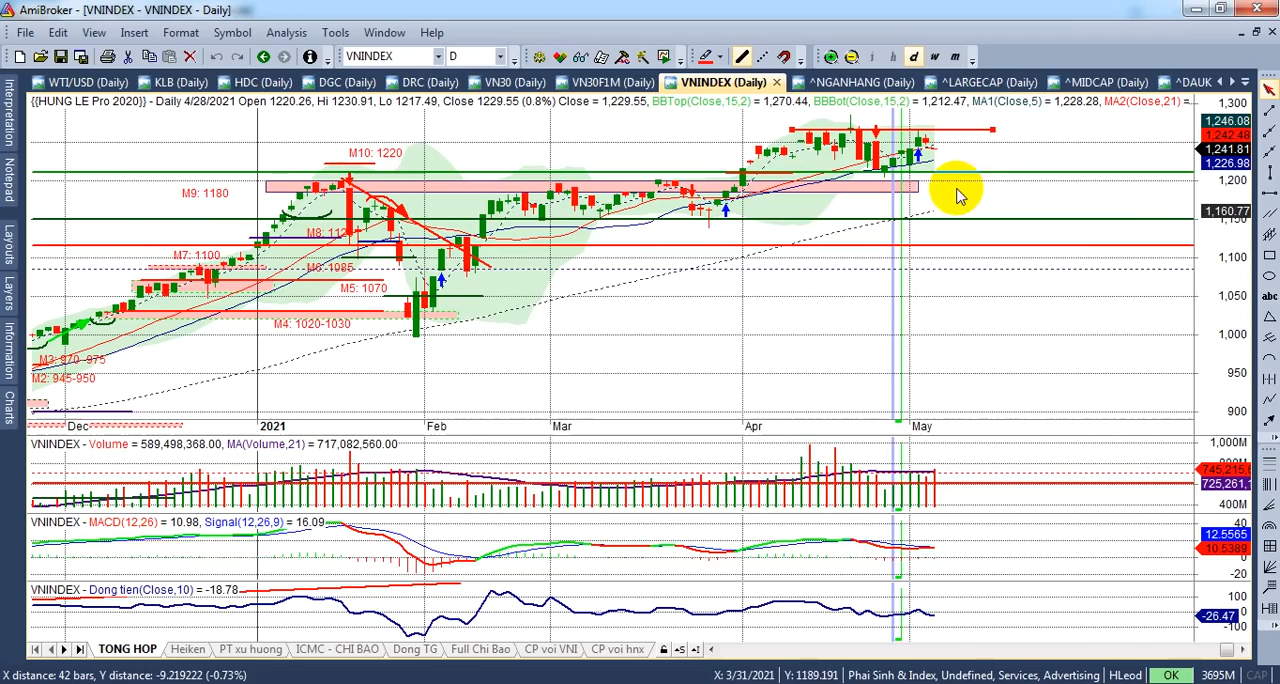 AmiBroker - [VNINDEX - VNINDEX - Daily]
File Edit View Insert Format Symbol Analysis Tools Window Help
VNINDEX D i h d w m
WTI/USD (Daily) KLB (Daily) HDC (Daily) DGC (Daily) DRC (Daily) VN30 (Daily) VN30F1M (Daily) VNINDEX (Daily) ^NGANHANG (Daily) ^LARGECAP (Daily) ^MIDCAP (Daily) ^DAUK
{{HUNG LE Pro 2020}} - Daily 4/28/2021 Open 1220.26, Hi 1230.91, Lo 1217.49, Close 1229.55 (0.8%) Close = 1,229.55, BBTop(Close,15,2) = 1,270.44, BBBot(Close,15,2) = 1,212.47, MA1(Close,5) = 1,228.28, MA2(Close,21) =
Interpretation
Notepad
Layers
Layouts
Information
Charts
abc
1,300
1,246.08
1,242.48
1,241.81
1,226.98
1,200
1,160.77
1,100
1,050
1,000
950
900
M10: 1220
M9: 1180
M7: 1100
M6: 1085
M5: 1070
M4: 1020-1030
M3: 970-975
M2: 945-950
Dec 2021 Feb Mar Apr May
VNINDEX - Volume = 589,498,368.00, MA(Volume,21) = 717,082,560.00
1,000M
745,215,5
725,261,1
400M
VNINDEX - MACD(12,26) = 10.98, Signal(12,26,9) = 16.09
40
12.5565
10.5389
-20
VNINDEX - Dong tien(Close,10) = -18.78
100
-26.47
-100
TONG HOP Heiken PT xu huong ICMC - CHI BAO Dong TG Full Chi Bao CP voi VNI CP voi hnx
X distance: 42 bars, Y distance: -9.219222 (-0.73%) X: 3/31/2021 Y: 1189.191 Phai Sinh & Index, Undefined, Services, Advertising HLeod OK 3695M CAP